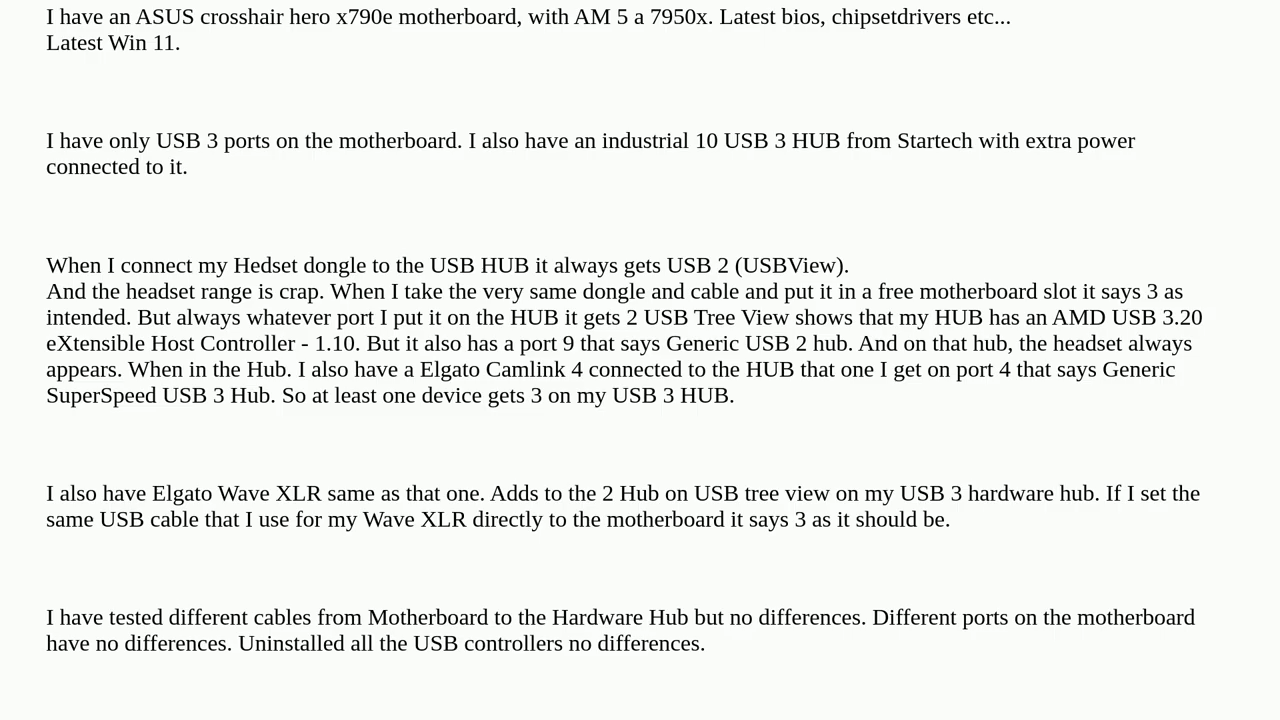 I have an ASUS crosshair hero x790e motherboard, with AM 5 a 7950x. Latest bios, chipsetdrivers etc...
Latest Win 11.
I have only USB 3 ports on the motherboard. I also have an industrial 10 USB 3 HUB from Startech with extra power
connected to it.
When I connect my Hedset dongle to the USB HUB it always gets USB 2 (USBView).
And the headset range is crap. When I take the very same dongle and cable and put it in a free motherboard slot it says 3 as
intended. But always whatever port I put it on the HUB it gets 2 USB Tree View shows that my HUB has an AMD USB 3.20
eXtensible Host Controller - 1.10. But it also has a port 9 that says Generic USB 2 hub. And on that hub, the headset always
appears. When in the Hub. I also have a Elgato Camlink 4 connected to the HUB that one I get on port 4 that says Generic
SuperSpeed USB 3 Hub. So at least one device gets 3 on my USB 3 HUB.
I also have Elgato Wave XLR same as that one. Adds to the 2 Hub on USB tree view on my USB 3 hardware hub. If I set the
same USB cable that I use for my Wave XLR directly to the motherboard it says 3 as it should be.
I have tested different cables from Motherboard to the Hardware Hub but no differences. Different ports on the motherboard
have no differences. Uninstalled all the USB controllers no differences.